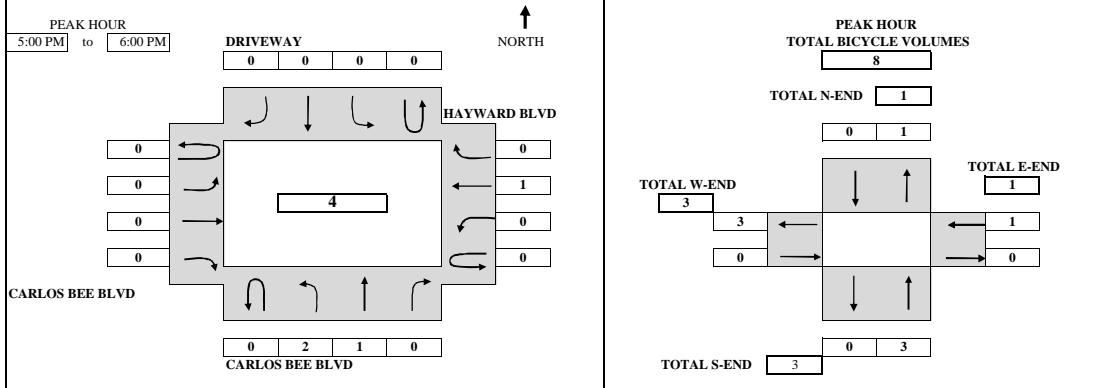 PEAK HOUR
5:00 PM to 6:00 PM
NORTH
DRIVEWAY
0 0 0 0
HAYWARD BLVD
0 0
0 1
4
0 0
0 0
CARLOS BEE BLVD
0 2 1 0
CARLOS BEE BLVD
PEAK HOUR
TOTAL BICYCLE VOLUMES
8
TOTAL N-END 1
0 1
TOTAL E-END
1
TOTAL W-END
3
3 1
0 0
0 3
TOTAL S-END 3